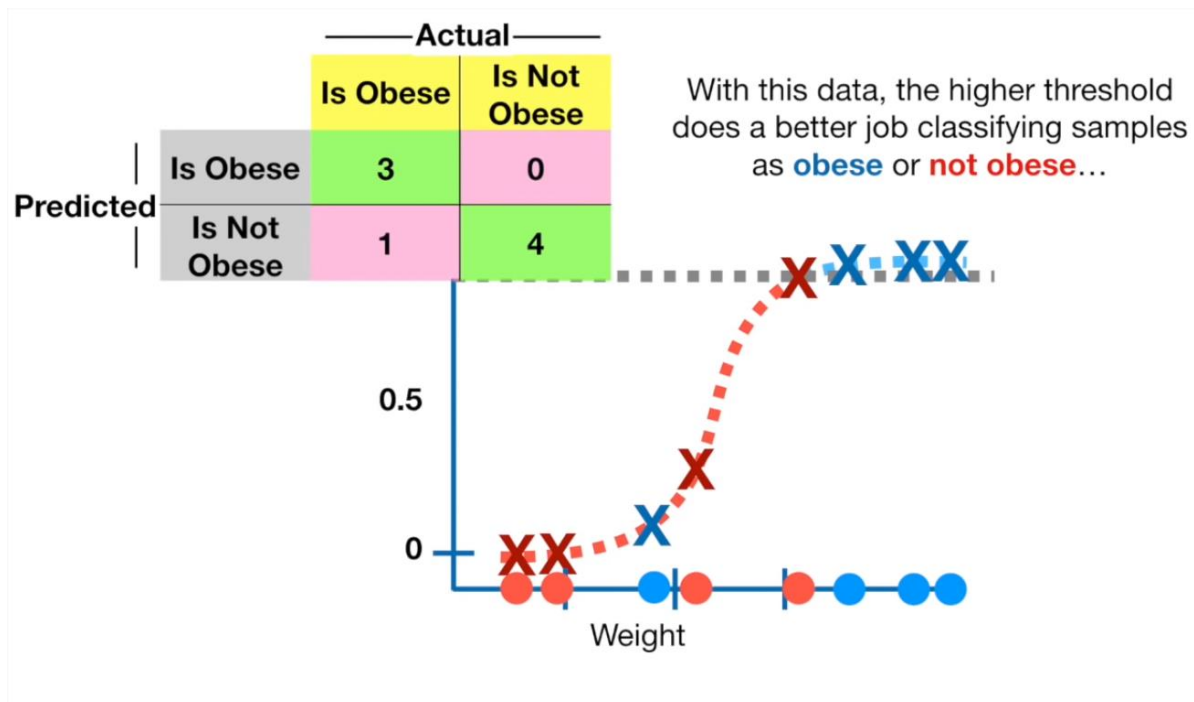 Actual
Is Obese
Is Not
Obese
Predicted
Is Obese
3
0
Is Not
Obese
1
4
With this data, the higher threshold
does a better job classifying samples
as obese or not obese…
0.5
0
Weight